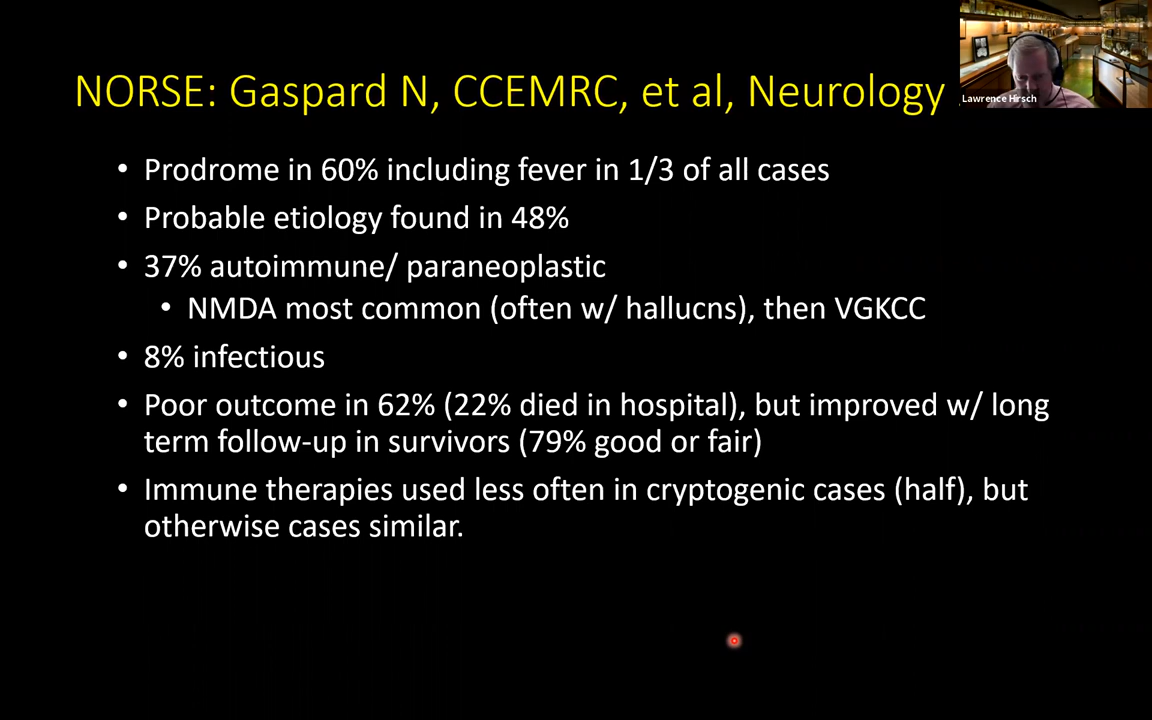 NORSE: Gaspard N, CCEMRC, et al, Neurology
Lawrence Hirsch
• Prodrome in 60% including fever in 1/3 of all cases
• Probable etiology found in 48%
• 37% autoimmune/ paraneoplastic
• NMDA most common (often w/ hallucns), then VGKCC
• 8% infectious
• Poor outcome in 62% (22% died in hospital), but improved w/ long
term follow-up in survivors (79% good or fair)
• Immune therapies used less often in cryptogenic cases (half), but
otherwise cases similar.